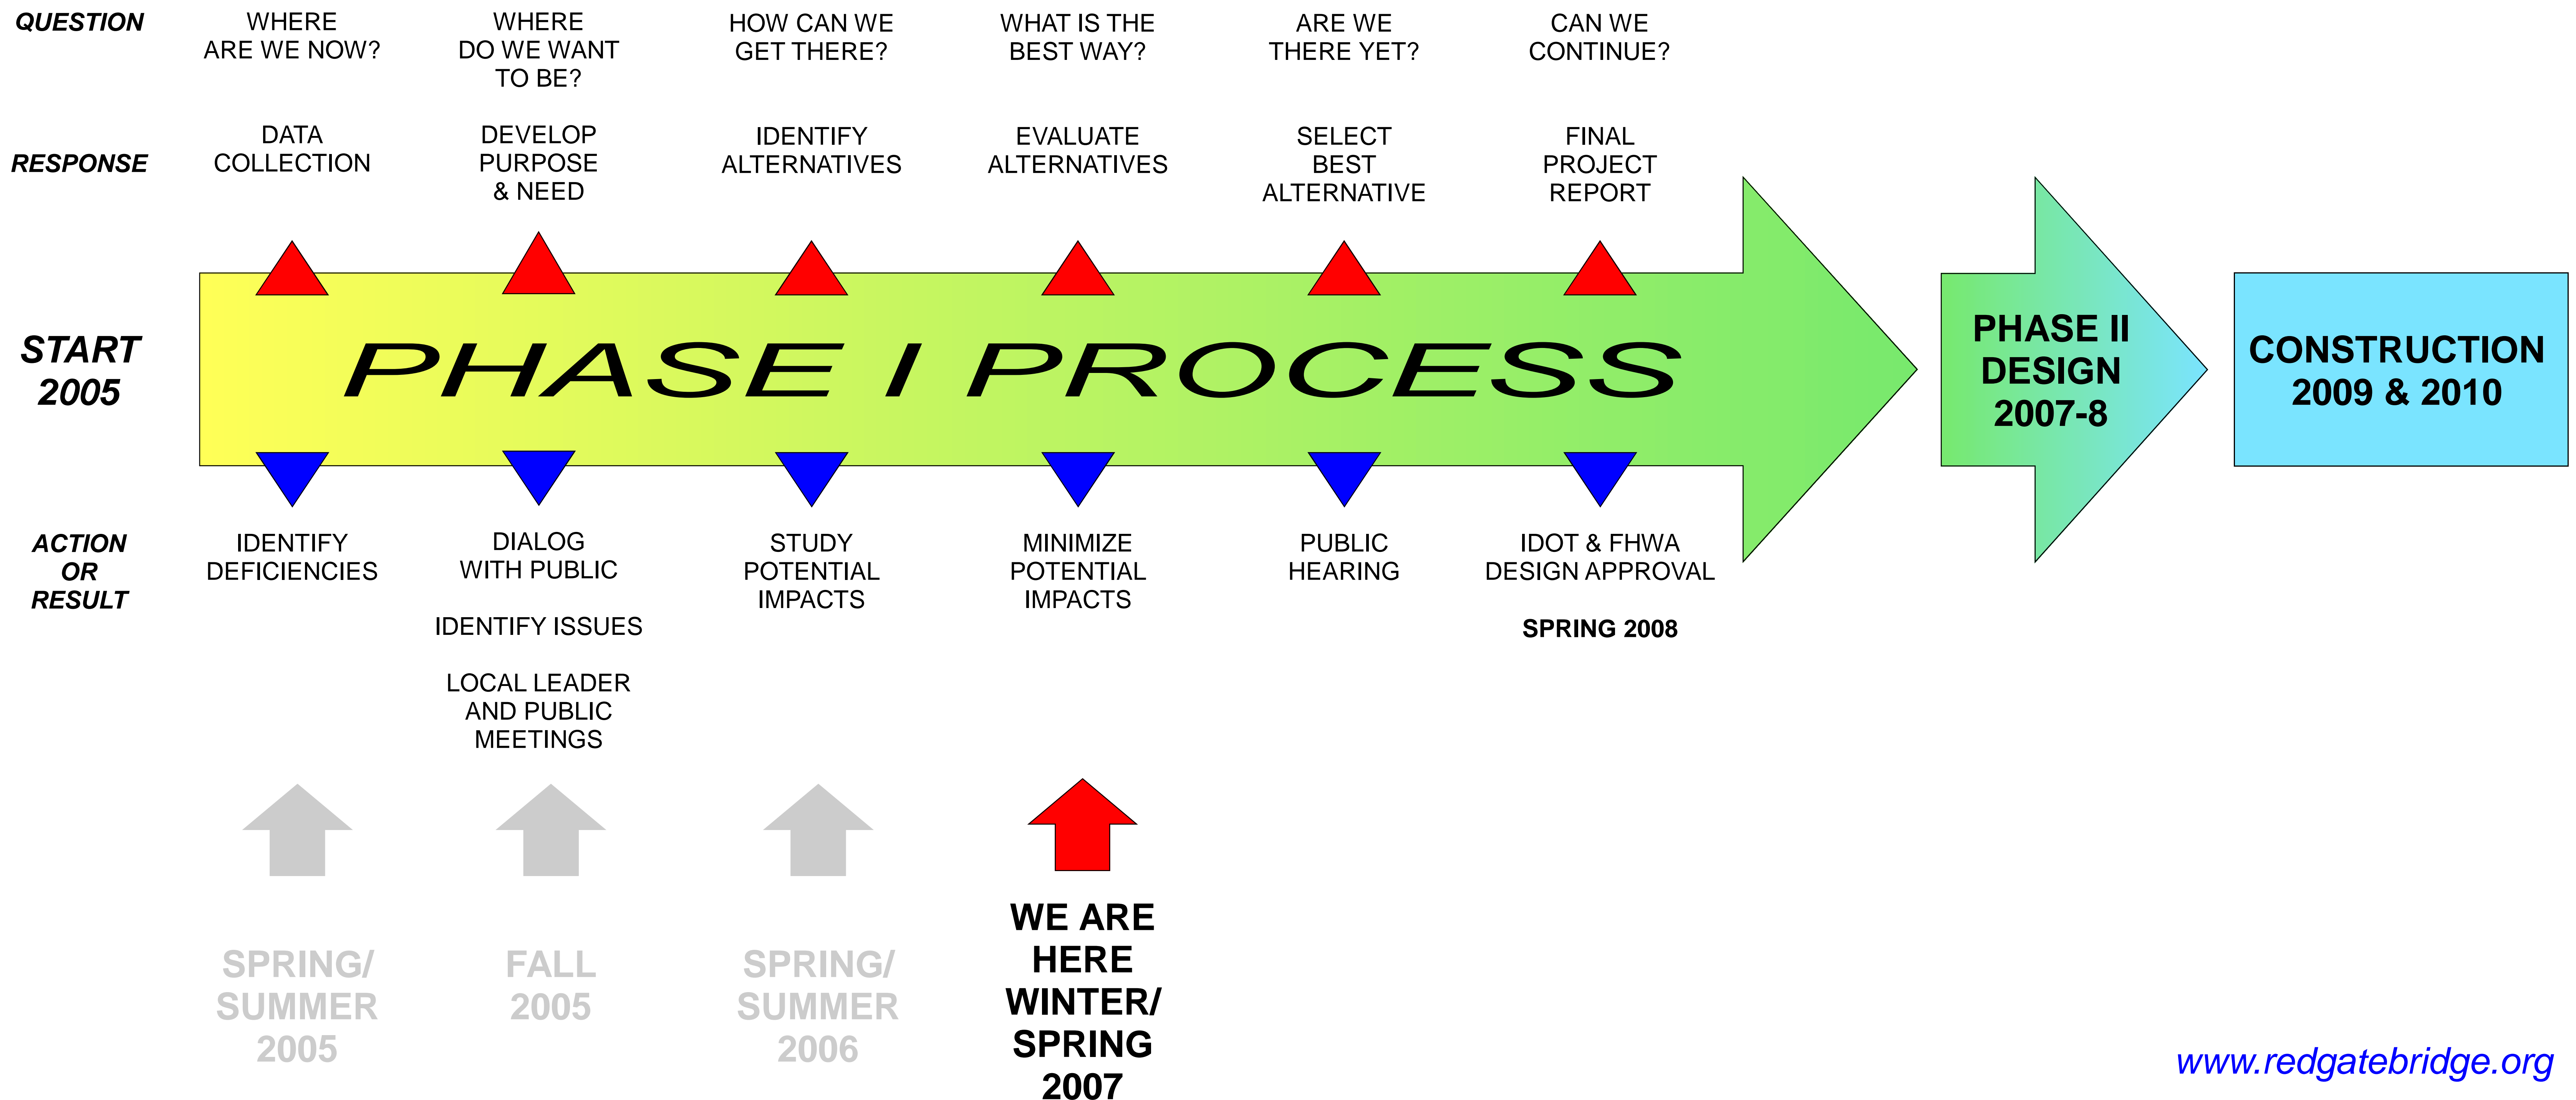 QUESTION
WHERE
ARE WE NOW?
WHERE
DO WE WANT
TO BE?
HOW CAN WE
GET THERE?
WHAT IS THE
BEST WAY?
ARE WE
THERE YET?
CAN WE
CONTINUE?
RESPONSE
DATA
COLLECTION
DEVELOP
PURPOSE
& NEED
IDENTIFY
ALTERNATIVES
EVALUATE
ALTERNATIVES
SELECT
BEST
ALTERNATIVE
FINAL
PROJECT
REPORT
START
2005
PHASE I PROCESS
PHASE II
DESIGN
2007-8
CONSTRUCTION
2009 & 2010
ACTION
OR
RESULT
IDENTIFY
DEFICIENCIES
DIALOG
WITH PUBLIC
IDENTIFY ISSUES
LOCAL LEADER
AND PUBLIC
MEETINGS
STUDY
POTENTIAL
IMPACTS
MINIMIZE
POTENTIAL
IMPACTS
PUBLIC
HEARING
IDOT & FHWA
DESIGN APPROVAL
SPRING 2008
SPRING/
SUMMER
2005
FALL
2005
SPRING/
SUMMER
2006
WE ARE
HERE
WINTER/
SPRING
2007
www.redgatebridge.org